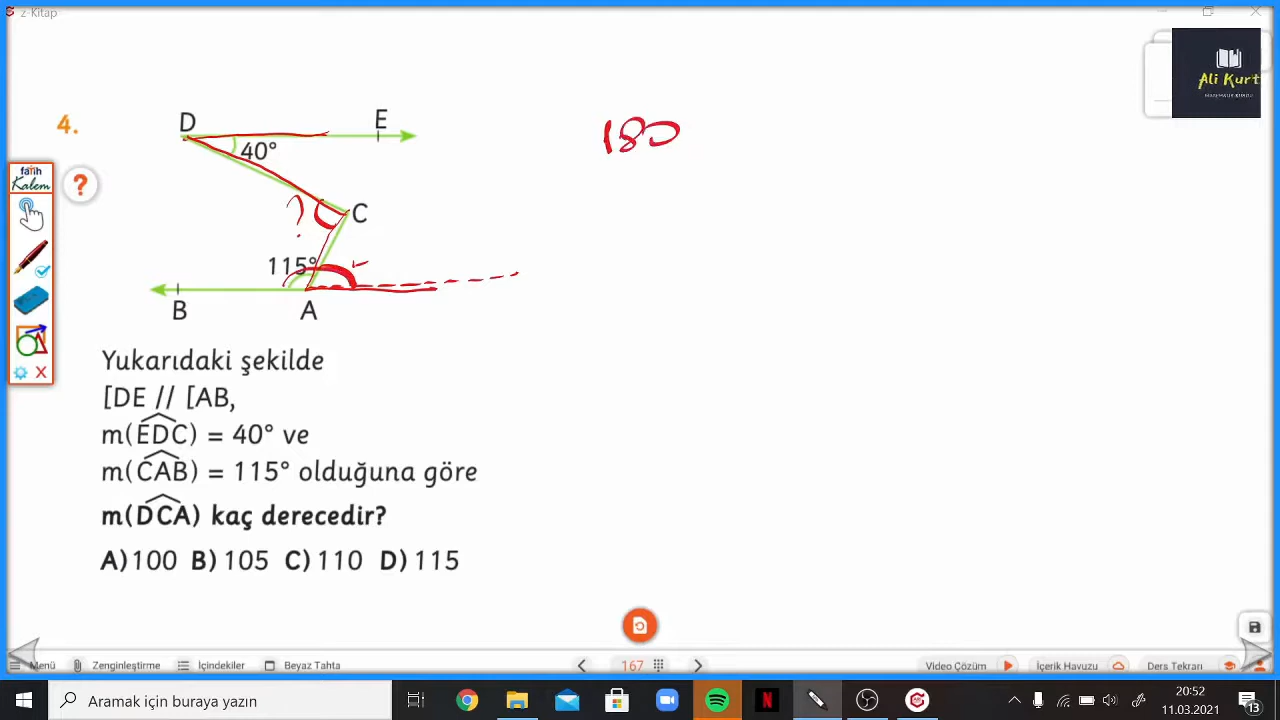 z-Kitap
Ali Kurt
4.
D
E
180
40°
fatih
Kalem
?
?
C
115°
B
A
Yukarıdaki şekilde
[DE // [AB,
m(EDC) = 40° ve
m(CAB) = 115° olduğuna göre
m(DCA) kaç derecedir?
A) 100 B) 105 C) 110 D) 115
Menü Zenginleştirme İçindekiler Beyaz Tahta 167 Video Çözüm İçerik Havuzu Ders Tekrarı
Aramak için buraya yazın
20:52
11.03.2021
13